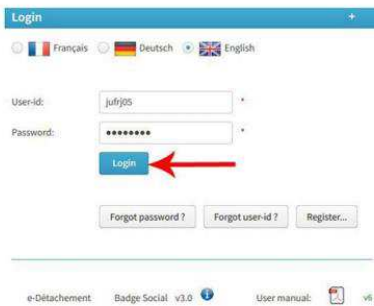 Login +
Français Deutsch English
User-id: jufrj05 *
Password: •••••••• *
Login
Forgot password ? Forgot user-id ? Register...
e-Détachement Badge Social v3.0 User manual: v6